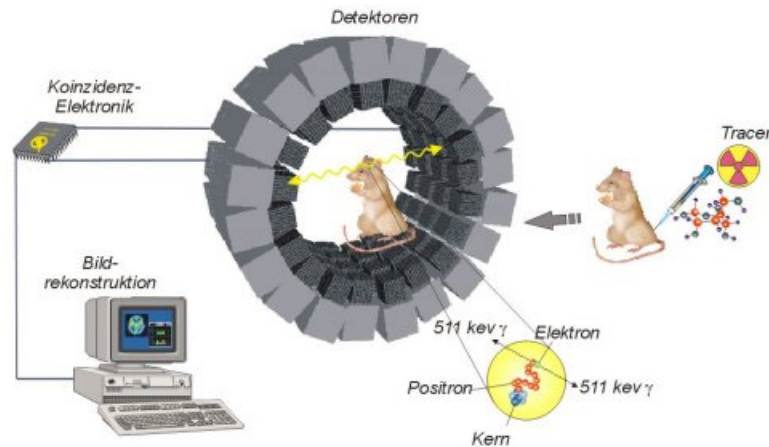 Detektoren
Koinzidenz-
Elektronik
Tracer
Bild-
rekonstruktion
511 kev γ
Elektron
Positron
511 kev γ
Kern